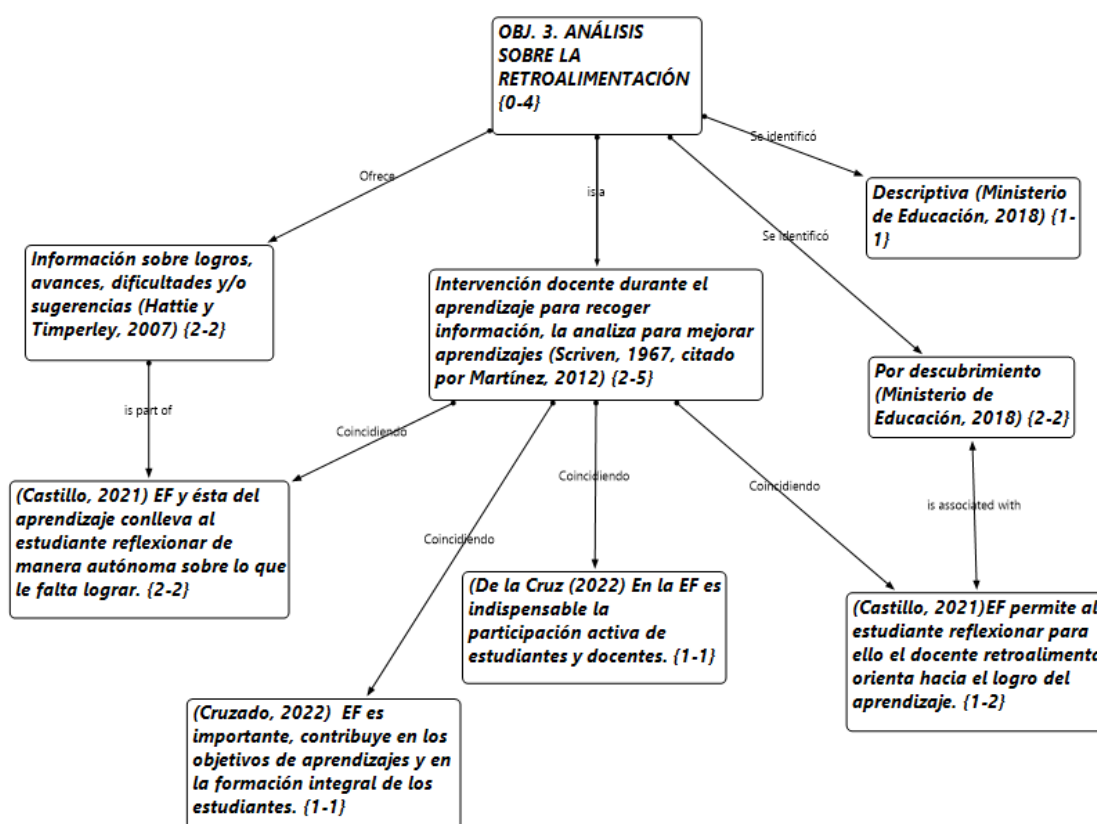 OBJ. 3. ANÁLISIS
SOBRE LA
RETROALIMENTACIÓN
{0-4}
Se identificó
Ofrece
is a
Se identificó
Descriptiva (Ministerio
de Educación, 2018) {1-
1}
Información sobre logros,
avances, dificultades y/o
sugerencias (Hattie y
Timperley, 2007) {2-2}
Intervención docente durante el
aprendizaje para recoger
información, la analiza para mejorar
aprendizajes (Scriven, 1967, citado
por Martínez, 2012) {2-5}
Por descubrimiento
(Ministerio de
Educación, 2018) {2-2}
is part of
Coincidiendo
Coincidiendo
Coincidiendo
Coincidiendo
is associated with
(Castillo, 2021) EF y ésta del
aprendizaje conlleva al
estudiante reflexionar de
manera autónoma sobre lo que
le falta lograr. {2-2}
(De la Cruz (2022) En la EF es
indispensable la
participación activa de
estudiantes y docentes. {1-1}
(Castillo, 2021)EF permite al
estudiante reflexionar para
ello el docente retroalimenta
orienta hacia el logro del
aprendizaje. {1-2}
(Cruzado, 2022) EF es
importante, contribuye en los
objetivos de aprendizajes y en
la formación integral de los
estudiantes. {1-1}